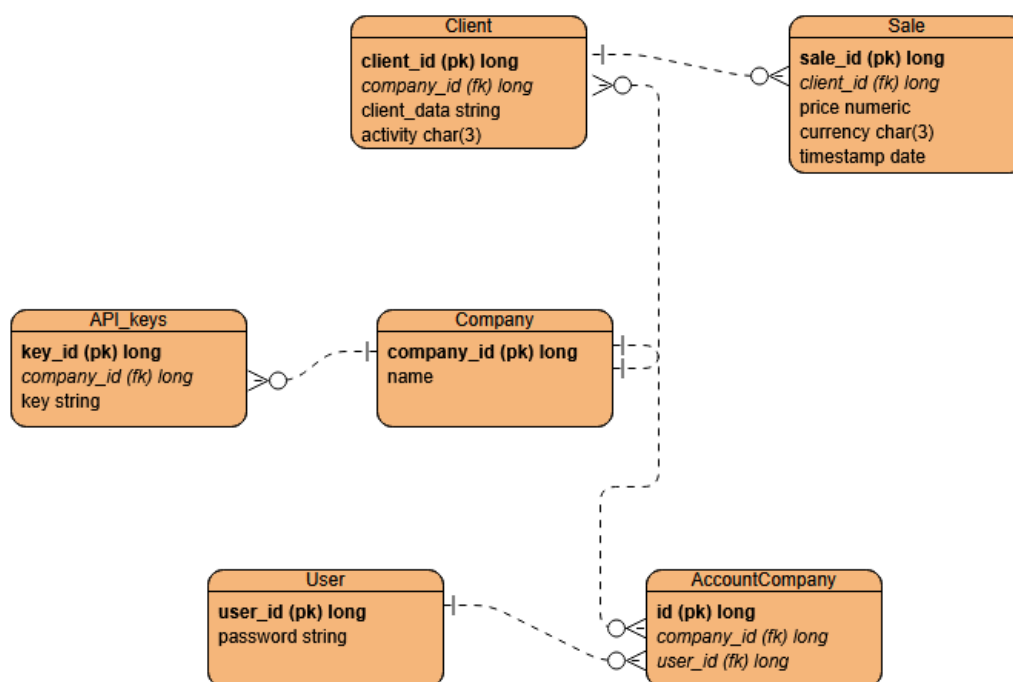 Client
client_id (pk) long
company_id (fk) long
client_data string
activity char(3)
Sale
sale_id (pk) long
client_id (fk) long
price numeric
currency char(3)
timestamp date
API_keys
key_id (pk) long
company_id (fk) long
key string
Company
company_id (pk) long
name
User
user_id (pk) long
password string
AccountCompany
id (pk) long
company_id (fk) long
user_id (fk) long